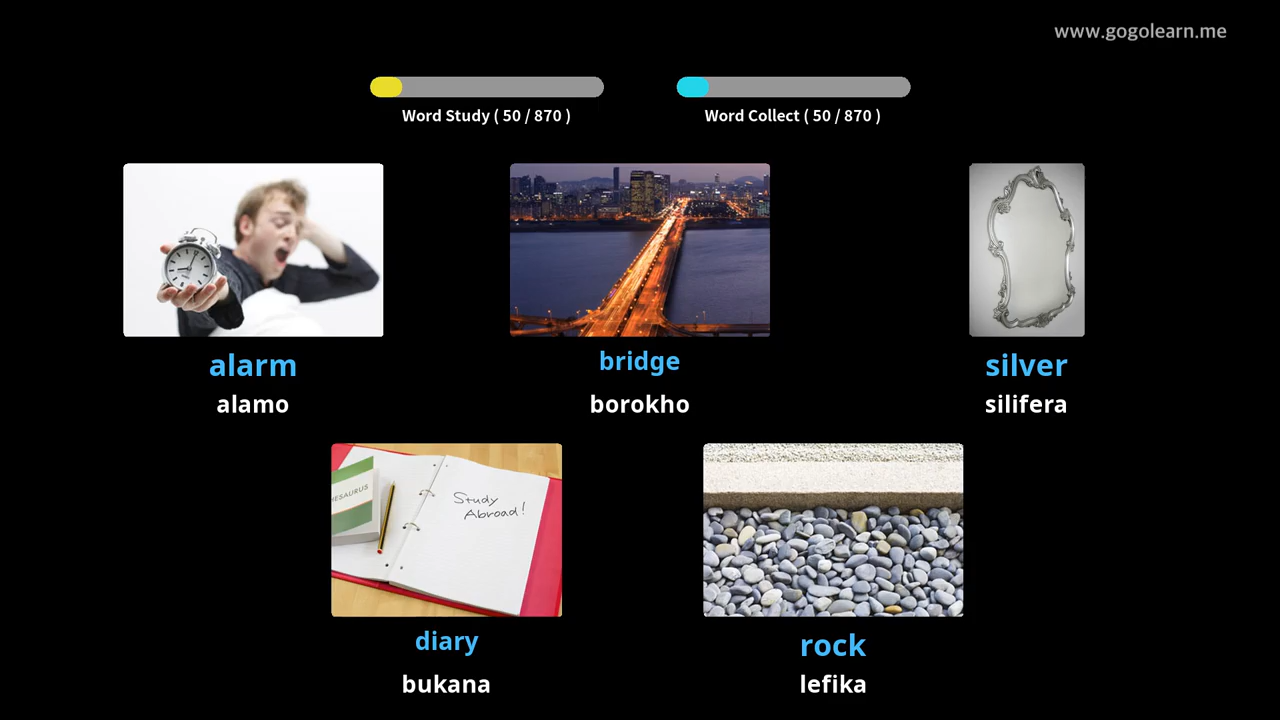 www.gogolearn.me
Word Study ( 50 / 870 )
Word Collect ( 50 / 870 )
alarm
alamo
bridge
borokho
silver
silifera
HESAURUS
Study
Abroad!
diary
bukana
rock
lefika